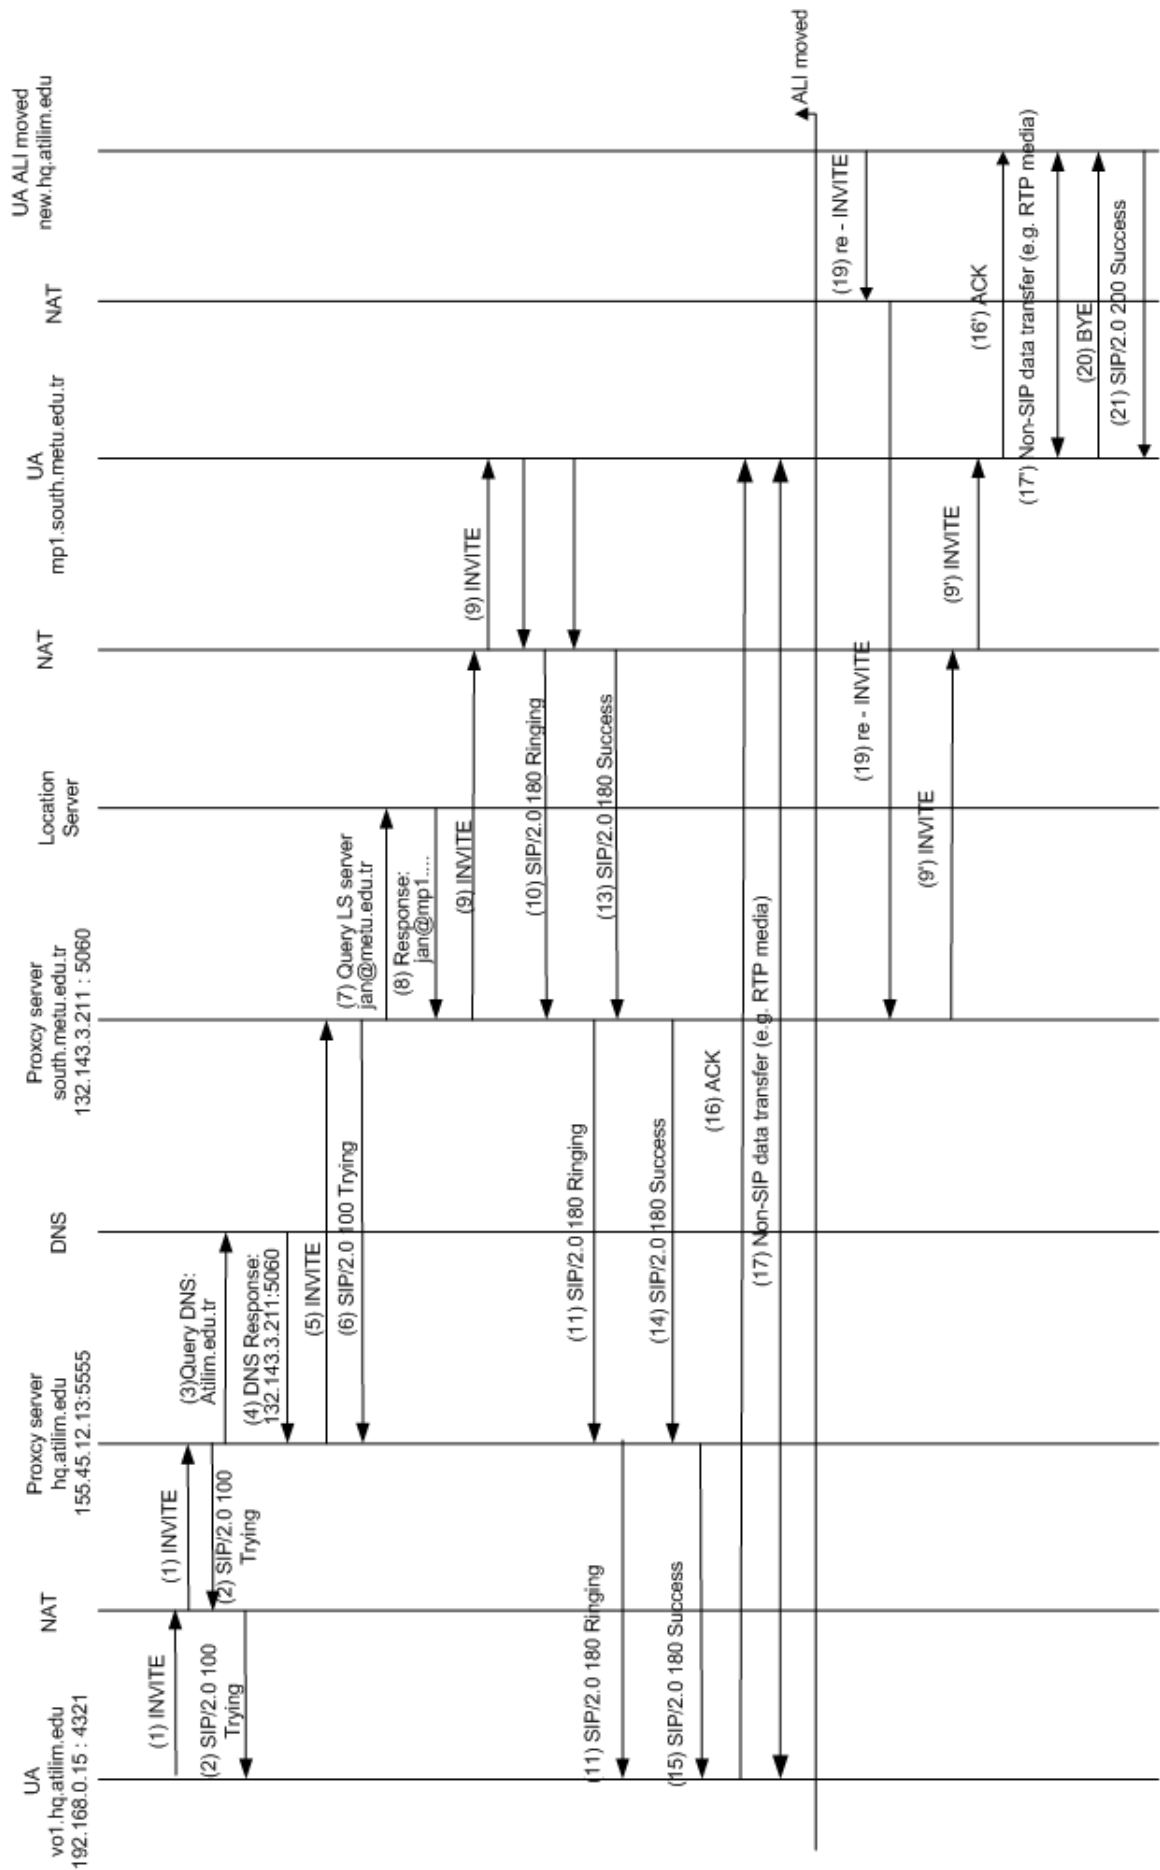 UA
vo1.hq.atilim.edu
192.168.0.15 : 4321
NAT
Proxcy server
hq.atilim.edu
155.45.12.13:5555
DNS
Proxcy server
south.metu.edu.tr
132.143.3.211 : 5060
Location
Server
NAT
UA
mp1.south.metu.edu.tr
NAT
UA ALI moved
new.hq.atilim.edu
(1) INVITE
(1) INVITE
(2) SIP/2.0 100
Trying
(2) SIP/2.0 100
Trying
(3)Query DNS:
Atilim.edu.tr
(4) DNS Response:
132.143.3.211:5060
(5) INVITE
(6) SIP/2.0 100 Trying
(7) Query LS server
jan@metu.edu.tr
(8) Response:
jan@mp1....
(9) INVITE
(9) INVITE
(10) SIP/2.0 180 Ringing
(11) SIP/2.0 180 Ringing
(11) SIP/2.0 180 Ringing
(13) SIP/2.0 180 Success
(14) SIP/2.0 180 Success
(15) SIP/2.0 180 Success
(16) ACK
(17) Non-SIP data transfer (e.g. RTP media)
ALI moved
(19) re - INVITE
(19) re - INVITE
(9') INVITE
(9') INVITE
(16') ACK
(17') Non-SIP data transfer (e.g. RTP media)
(20) BYE
(21) SIP/2.0 200 Success